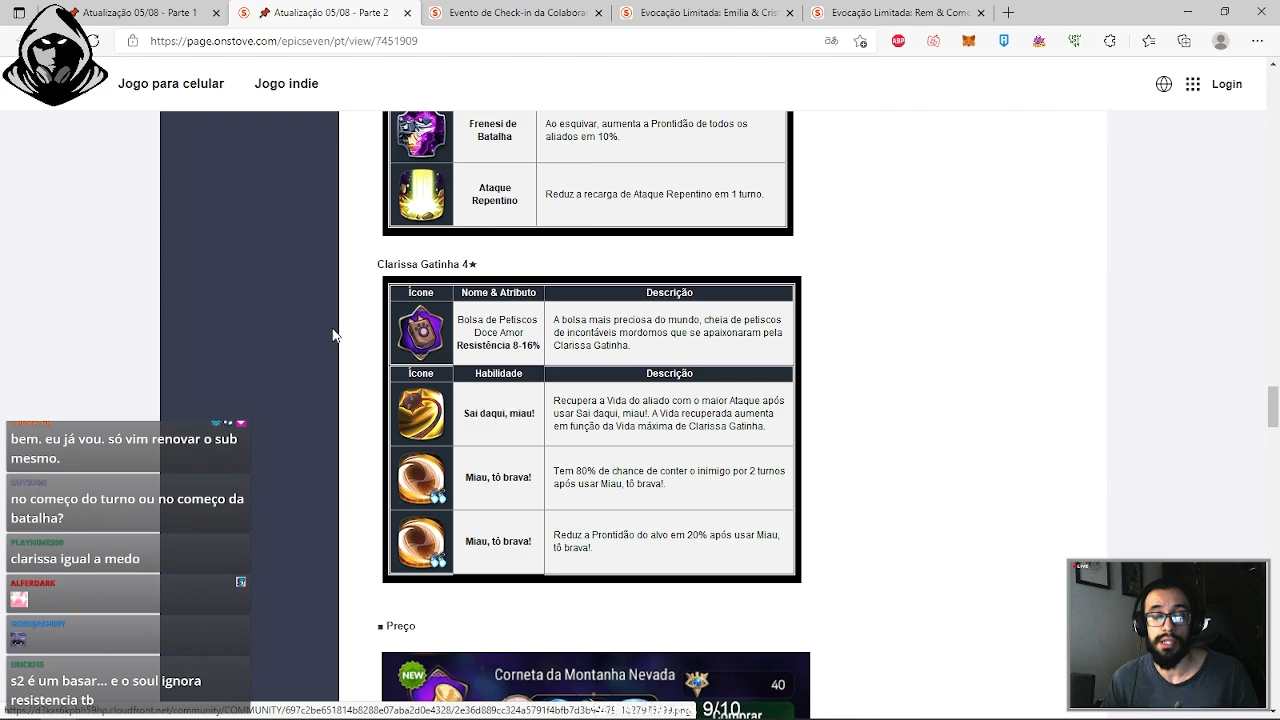 Atualização 05/08 - Parte 1
Atualização 05/08 - Parte 2
Evento de Check-in da Colabora
Evocação Limitada: Emilia & Cr
Evocação Limitada: Rem & Come
https://page.onstove.com/epicseven/pt/view/7451909
ABP
Jogo para celular
Jogo indie
Login
Frenesi de
Batalha
Ao esquivar, aumenta a Prontidão de todos os
aliados em 10%.
Ataque
Repentino
Reduz a recarga de Ataque Repentino em 1 turno.
Clarissa Gatinha 4★
Ícone
Nome & Atributo
Descrição
Bolsa de Petiscos
Doce Amor
Resistência 8-16%
A bolsa mais precisosa do mundo, cheia de petiscos
de incontáveis mordomos que se apaixonaram pela
Clarissa Gatinha.
Ícone
Habilidade
Descrição
Sai daqui, miau!
Recupera a Vida do aliado com o maior Ataque após
usar Sai daqui, miau!. A Vida recuperada aumenta
em função da Vida máxima de Clarissa Gatinha.
Miau, tô brava!
Tem 80% de chance de conter o inimigo por 2 turnos
após usar Miau, tô brava!.
Miau, tô brava!
Reduz a Prontidão do alvo em 20% após usar Miau,
tô brava!.
■ Preço
NEW
Corneta da Montanha Nevada
40
9/10
Comprar
bem. eu já vou. só vim renovar o sub
mesmo.
no começo do turno ou no começo da
batalha?
PLAYHIMES00
clarissa igual a medo
ALFERDARK
ERICKFIS
s2 é um basar... e o soul ignora
resistencia tb
LIVE